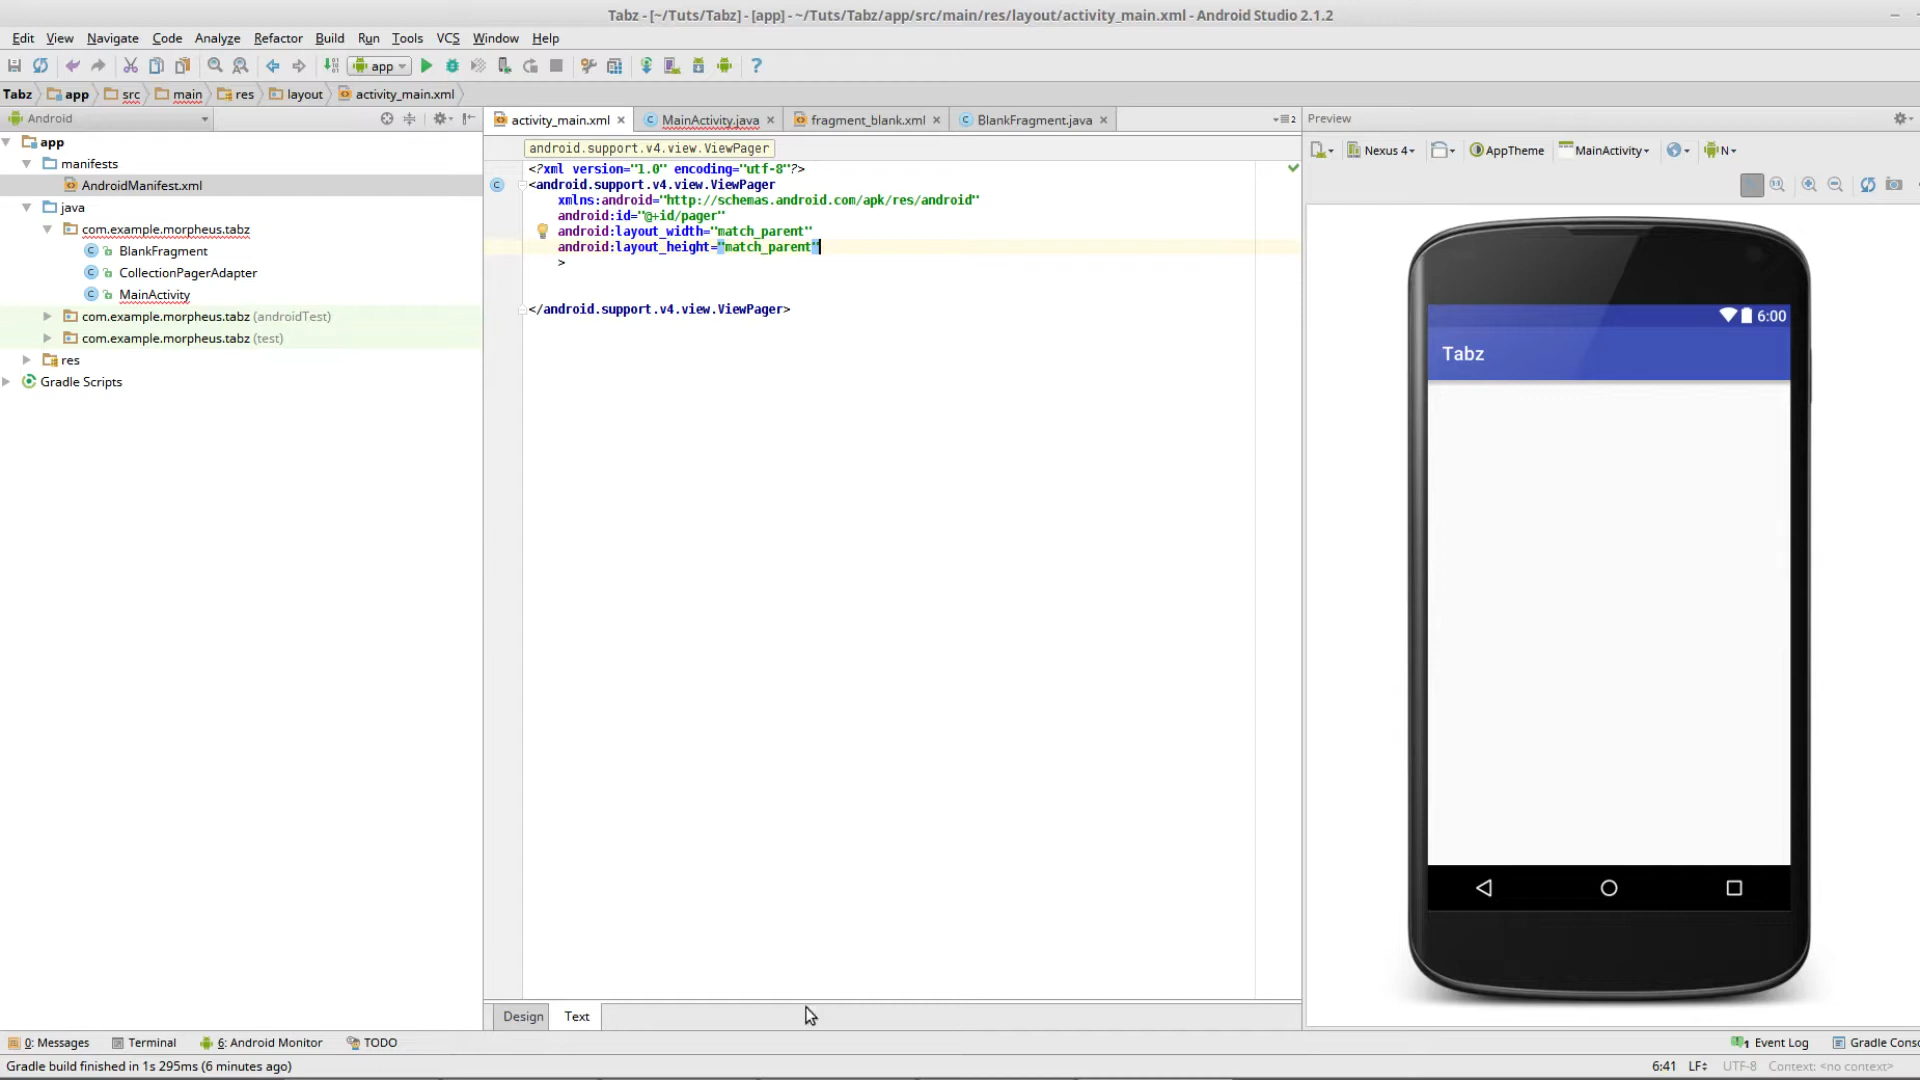 Tabz - [~/Tuts/Tabz] - [app] - ~/Tuts/Tabz/app/src/main/res/layout/activity_main.xml - Android Studio 2.1.2
Edit View Navigate Code Analyze Refactor Build Run Tools VCS Window Help
app
Tabz app src main res layout activity_main.xml
Android
activity_main.xml MainActivity.java fragment_blank.xml BlankFragment.java
2
Preview
app
manifests
AndroidManifest.xml
java
com.example.morpheus.tabz
BlankFragment
CollectionPagerAdapter
MainActivity
com.example.morpheus.tabz (androidTest)
com.example.morpheus.tabz (test)
res
Gradle Scripts
android.support.v4.view.ViewPager
<?xml version="1.0" encoding="utf-8"?>
<android.support.v4.view.ViewPager
xmlns:android="http://schemas.android.com/apk/res/android"
android:id="@+id/pager"
android:layout_width="match_parent"
android:layout_height="match_parent"
>
</android.support.v4.view.ViewPager>
Nexus 4 AppTheme MainActivity N
6:00
Tabz
Design Text
0: Messages Terminal 6: Android Monitor TODO
1 Event Log Gradle
Gradle build finished in 1s 295ms (6 minutes ago)
6:41 LF UTF-8 Context: <no context>